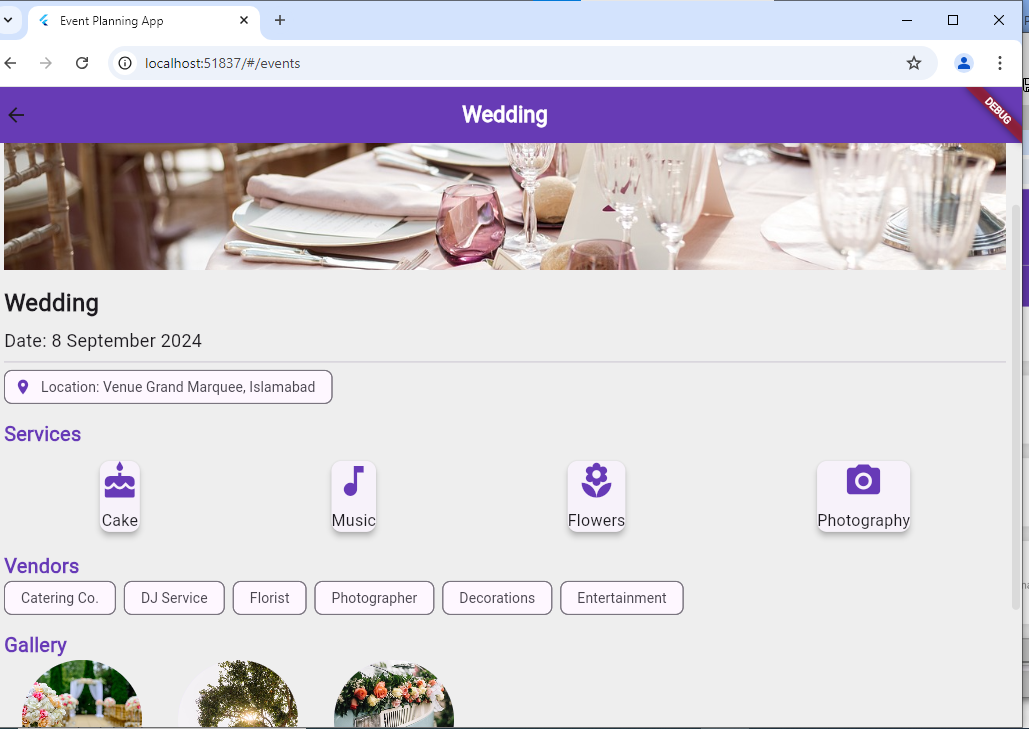 Event Planning App
localhost:51837/#/events
Wedding
DEBUG
Wedding
Date: 8 September 2024
Location: Venue Grand Marquee, Islamabad
Services
Cake Music Flowers Photography
Vendors
Catering Co. DJ Service Florist Photographer Decorations Entertainment
Gallery